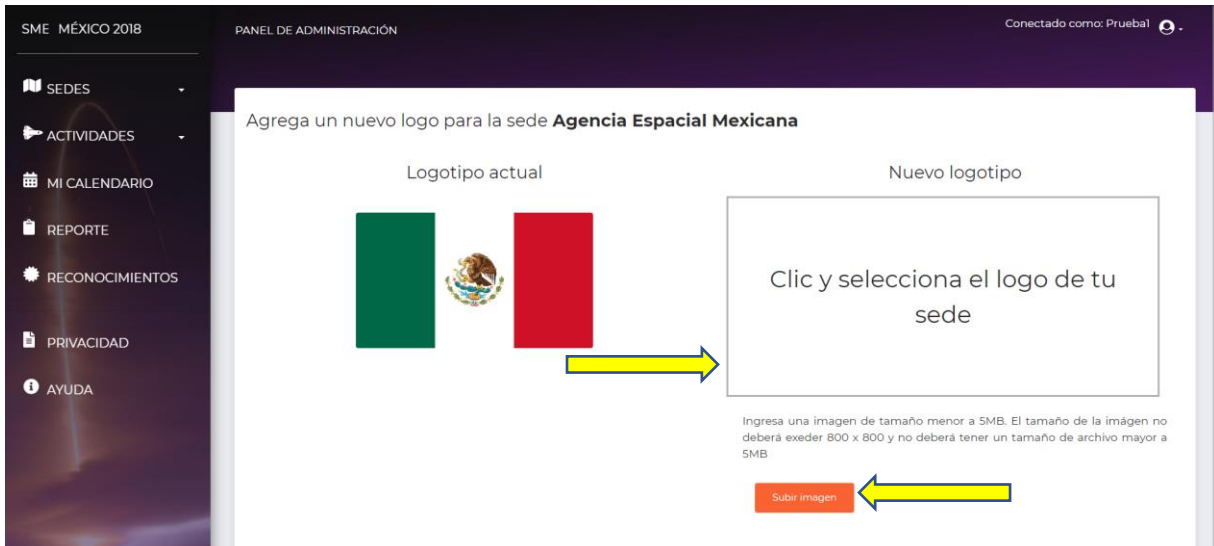 SME MÉXICO 2018
PANEL DE ADMINISTRACIÓN
Conectado como: Prueba1
SEDES
ACTIVIDADES
MI CALENDARIO
REPORTE
RECONOCIMIENTOS
PRIVACIDAD
AYUDA
Agrega un nuevo logo para la sede Agencia Espacial Mexicana
Logotipo actual
Nuevo logotipo
Clic y selecciona el logo de tu
sede
Ingresa una imagen de tamaño menor a 5MB. El tamaño de la imágen no
deberá exeder 800 x 800 y no deberá tener un tamaño de archivo mayor a
5MB
Subir imagen